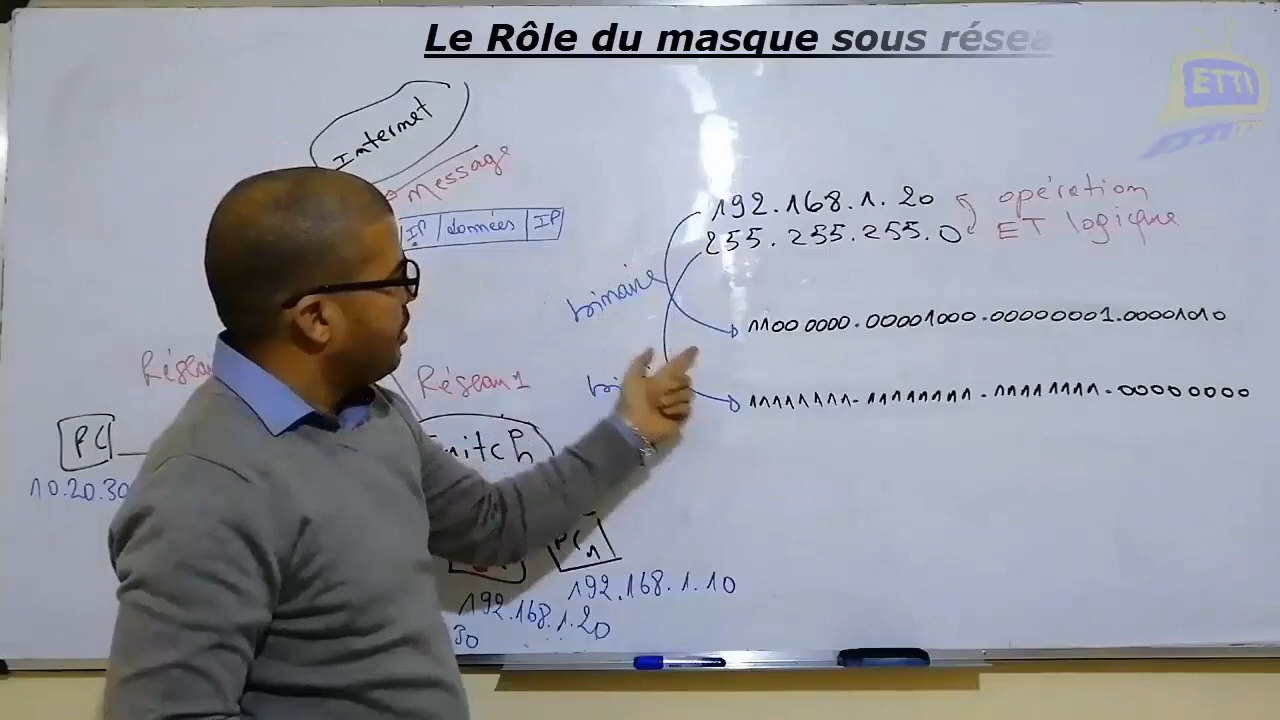 Le Rôle du masque sous résea
ETTI
Internet
Message
IP données IP
192.168.1.20
255.255.255.0
opération
ET logique
binaire
11000000.00001000.00000001.00001010
11111111.11111111.11111111.00000000
Réseau 1
PC
10.20.30
PC1
192.168.1.10
192.168.1.20